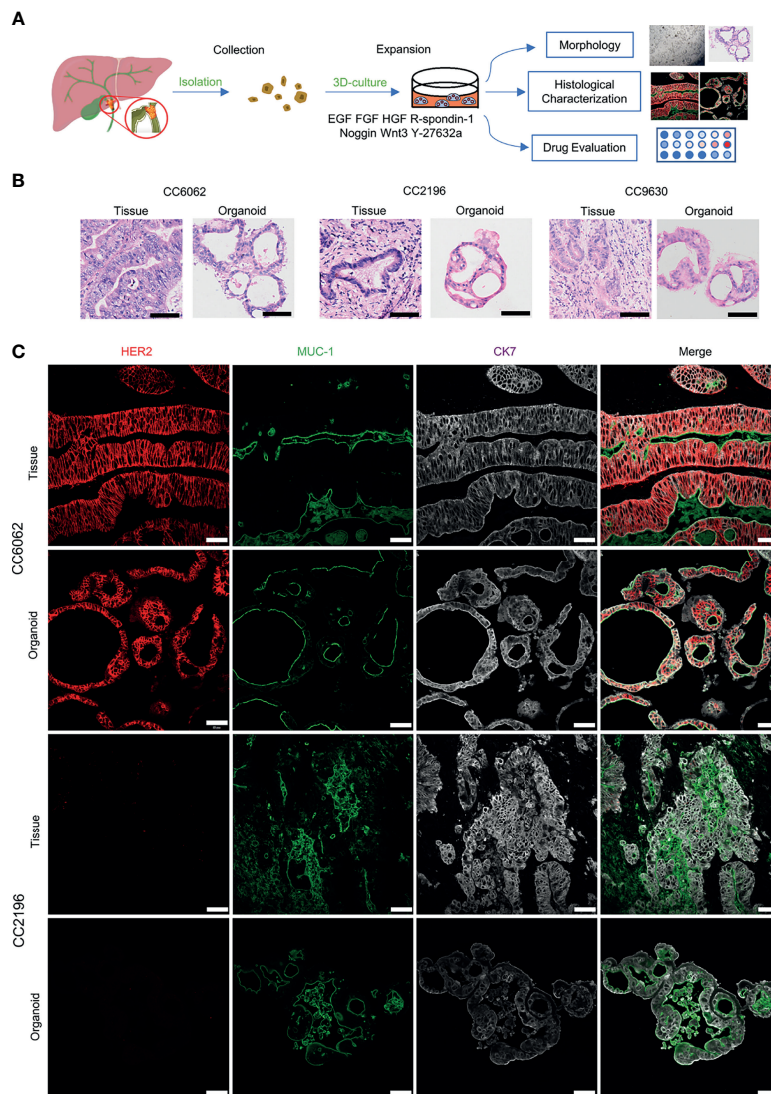 A
Collection
Expansion
Isolation
3D-culture
EGF FGF HGF R-spondin-1
Noggin Wnt3 Y-27632a
Morphology
Histological
Characterization
Drug Evaluation
B
CC6062
CC2196
CC9630
Tissue
Organoid
Tissue
Organoid
Tissue
Organoid
C
HER2
MUC-1
CK7
Merge
CC6062
Tissue
Organoid
CC2196
Tissue
Organoid